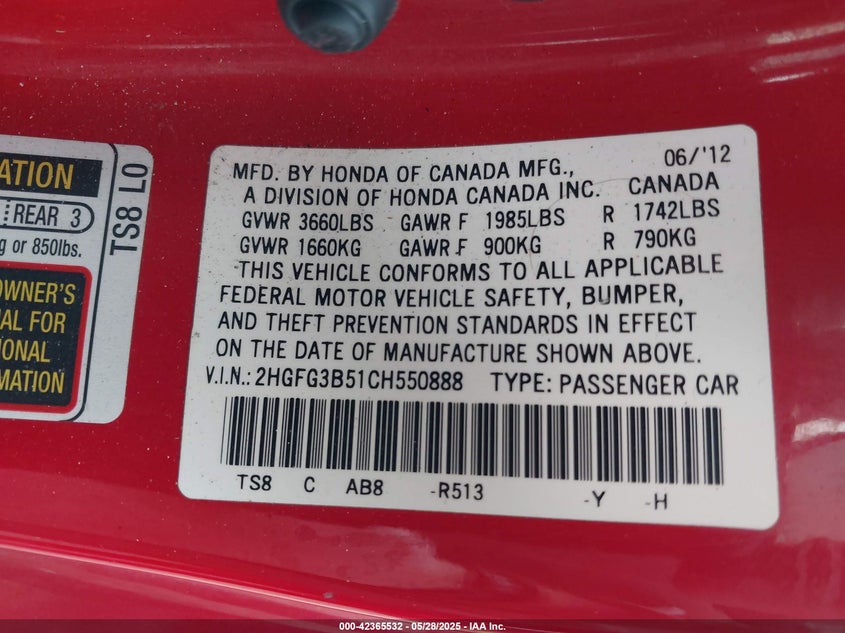 ATION
REAR 3
g or 850lbs.
OWNER'S
AL FOR
IONAL
RMATION
TS8 L0
06/'12
MFD. BY HONDA OF CANADA MFG.,
A DIVISION OF HONDA CANADA INC. CANADA
GVWR 3660LBS GAWR F 1985LBS R 1742LBS
GVWR 1660KG GAWR F 900KG R 790KG
THIS VEHICLE CONFORMS TO ALL APPLICABLE
FEDERAL MOTOR VEHICLE SAFETY, BUMPER,
AND THEFT PREVENTION STANDARDS IN EFFECT
ON THE DATE OF MANUFACTURE SHOWN ABOVE.
V.I.N.: 2HGFG3B51CH550888 TYPE: PASSENGER CAR
TS8 C AB8 -R513 -Y -H
000-42365532 - 05/28/2025 - IAA Inc.